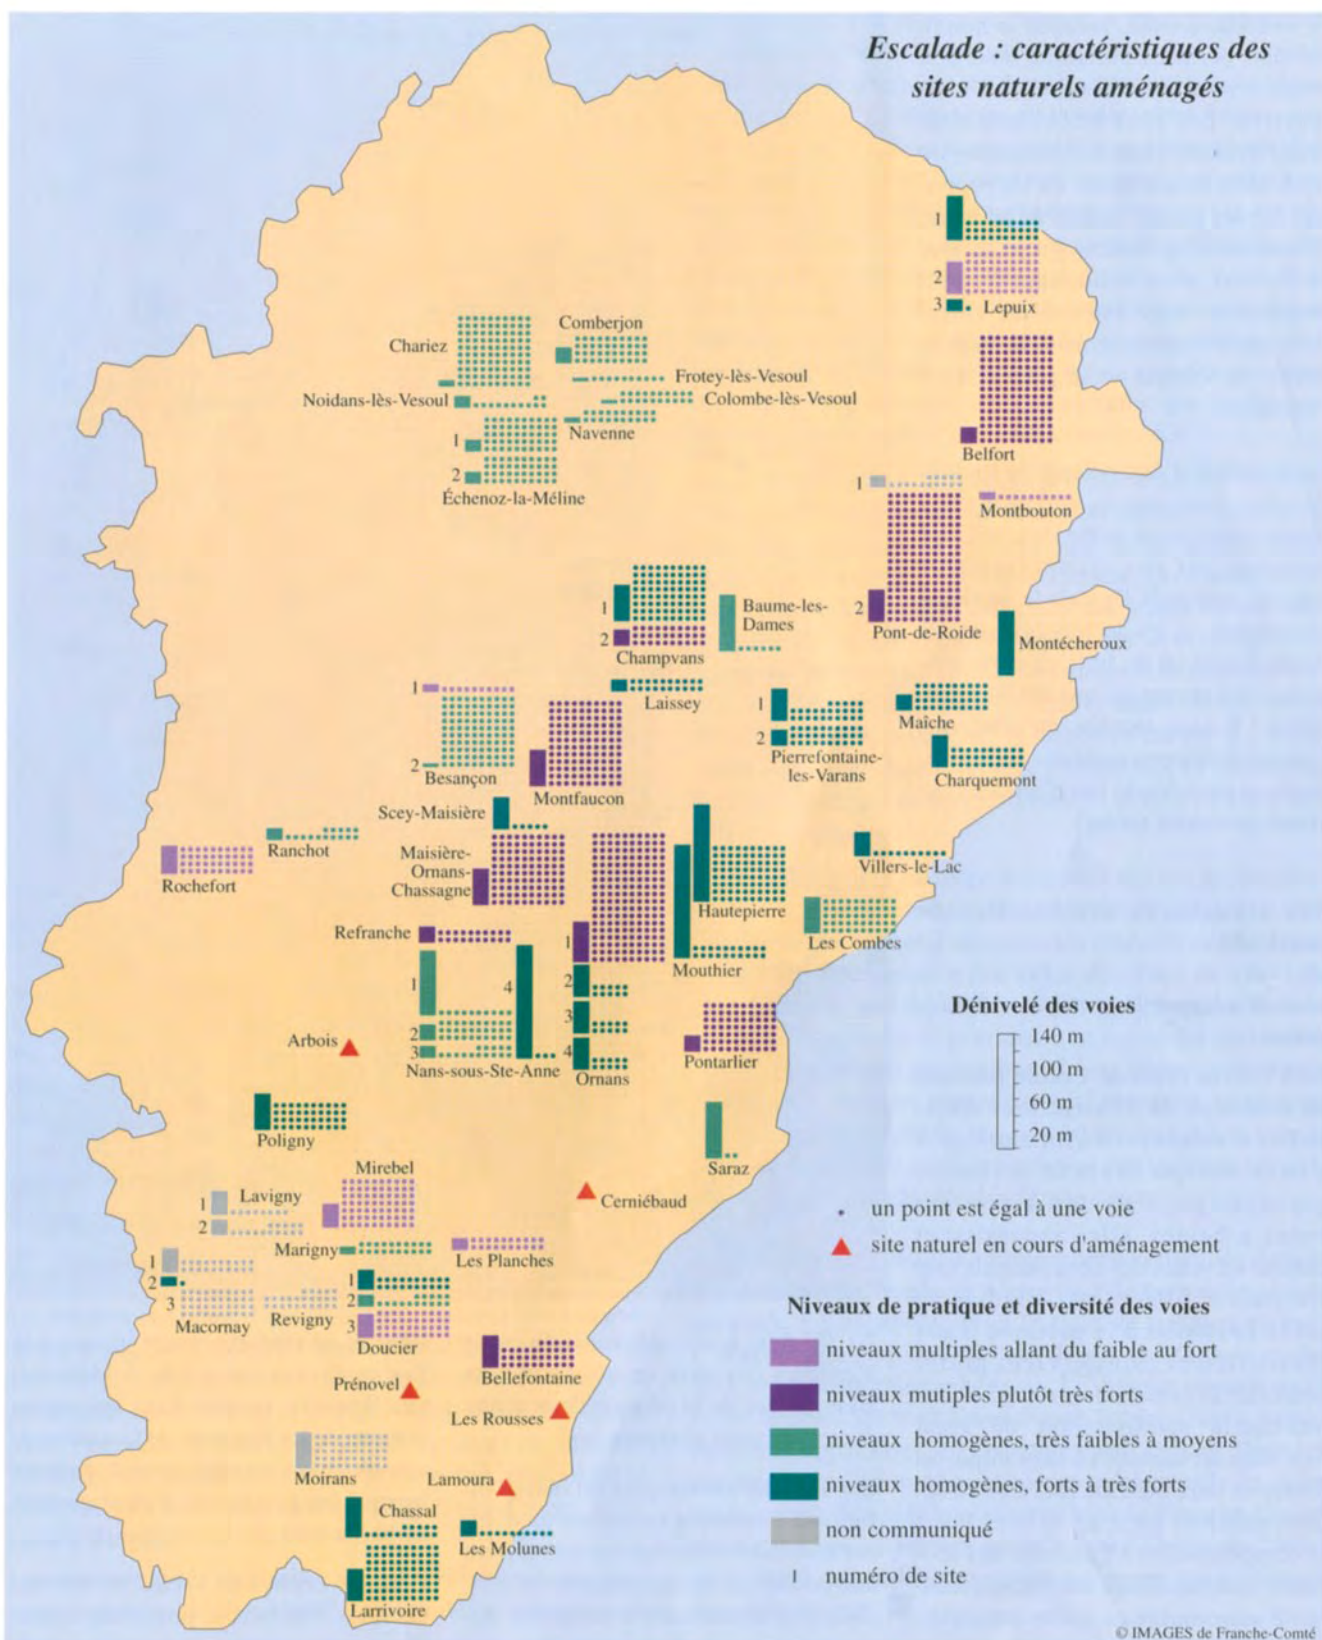 Escalade : caractéristiques des
sites naturels aménagés
1
2
3
Lepuix
Comberjon
Chariez
Frotey-lès-Vesoul
Noidans-lès-Vesoul
Colombe-lès-Vesoul
Navenne
1
2
Échenoz-la-Méline
Belfort
1
Montbouton
2
Pont-de-Roide
1
2
Champvans
Baume-les-
Dames
Montécheroux
Laissey
1
2
Pierrefontaine-
les-Varans
Maîche
Charquemont
1
2
Besançon
Montfaucon
Scey-Maisière
Ranchot
Rochefort
Maisière-
Ornans-
Chassagne
Villers-le-Lac
Hautepierre
Les Combes
Refranche
Mouthier
1
2
3
4
Nans-sous-Ste-Anne
1
2
3
4
Ornans
Pontarlier
Arbois
Dénivelé des voies
140 m
100 m
60 m
20 m
Poligny
Saraz
Mirebel
Lavigny
1
2
Cerniébaud
un point est égal à une voie
site naturel en cours d'aménagement
Marigny
Les Planches
1
2
3
Macornay
Revigny
1
2
3
Doucier
Bellefontaine
Prénovel
Les Rousses
Moirans
Lamoura
Chassal
Les Molunes
Larrivoire
Niveaux de pratique et diversité des voies
niveaux multiples allant du faible au fort
niveaux mutiples plutôt très forts
niveaux homogènes, très faibles à moyens
niveaux homogènes, forts à très forts
non communiqué
1 numéro de site
© IMAGES de Franche-Comté